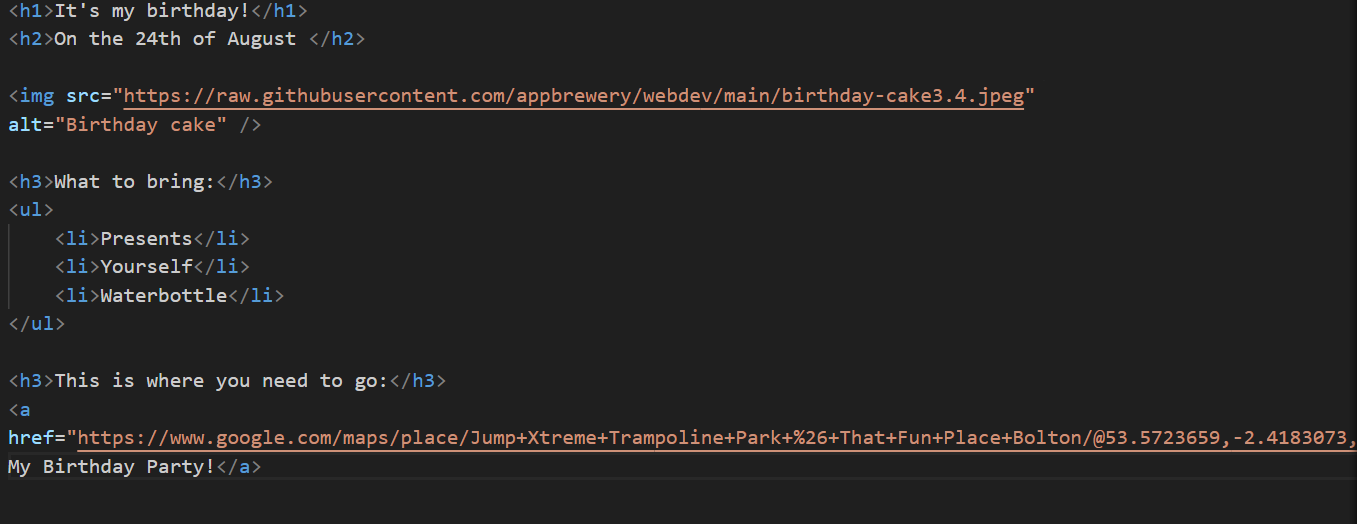 <h1>It's my birthday!</h1>
<h2>On the 24th of August </h2>
<img src="https://raw.githubusercontent.com/appbrewery/webdev/main/birthday-cake3.4.jpeg"
alt="Birthday cake" />
<h3>What to bring:</h3>
<ul>
<li>Presents</li>
<li>Yourself</li>
<li>Waterbottle</li>
</ul>
<h3>This is where you need to go:</h3>
<a
href="https://www.google.com/maps/place/Jump+Xtreme+Trampoline+Park+%26+That+Fun+Place+Bolton/@53.5723659,-2.4183073,
My Birthday Party!</a>